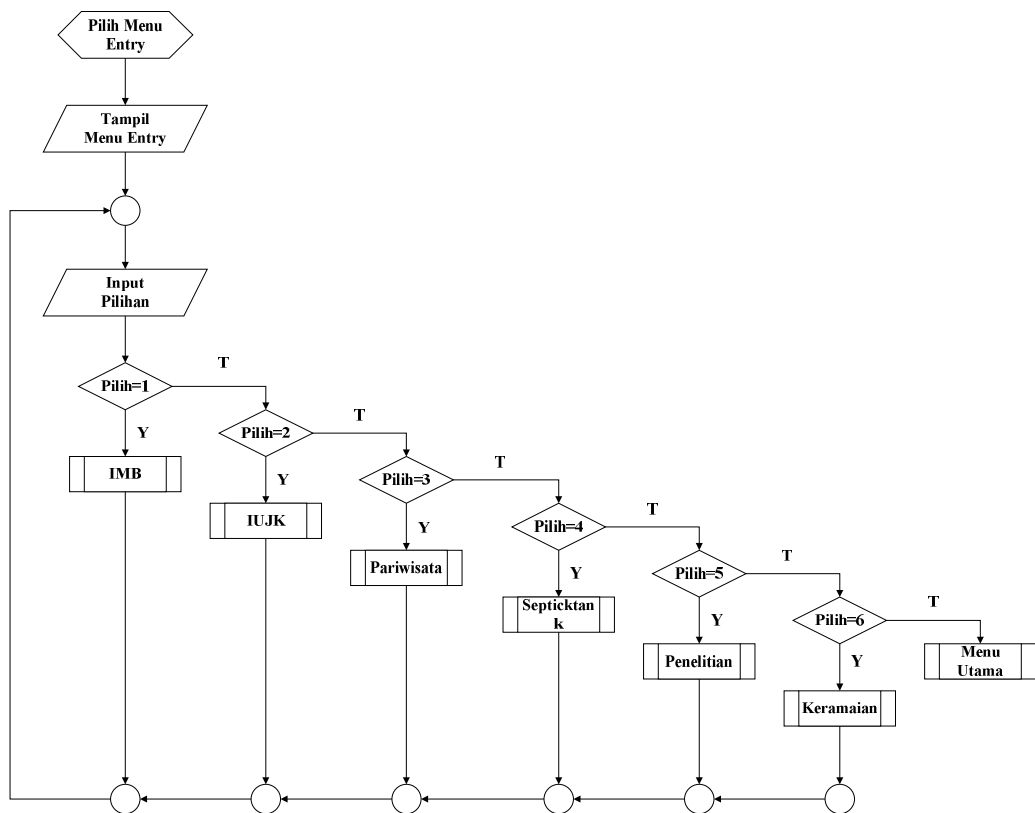 Pilih Menu
Entry
Tampil
Menu Entry
Input
Pilihan
Pilih=1
T
Y
IMB
Pilih=2
T
Y
IUJK
Pilih=3
T
Y
Pariwisata
Pilih=4
T
Y
Septicktan
k
Pilih=5
T
Y
Penelitian
Pilih=6
T
Y
Keramaian
Menu
Utama